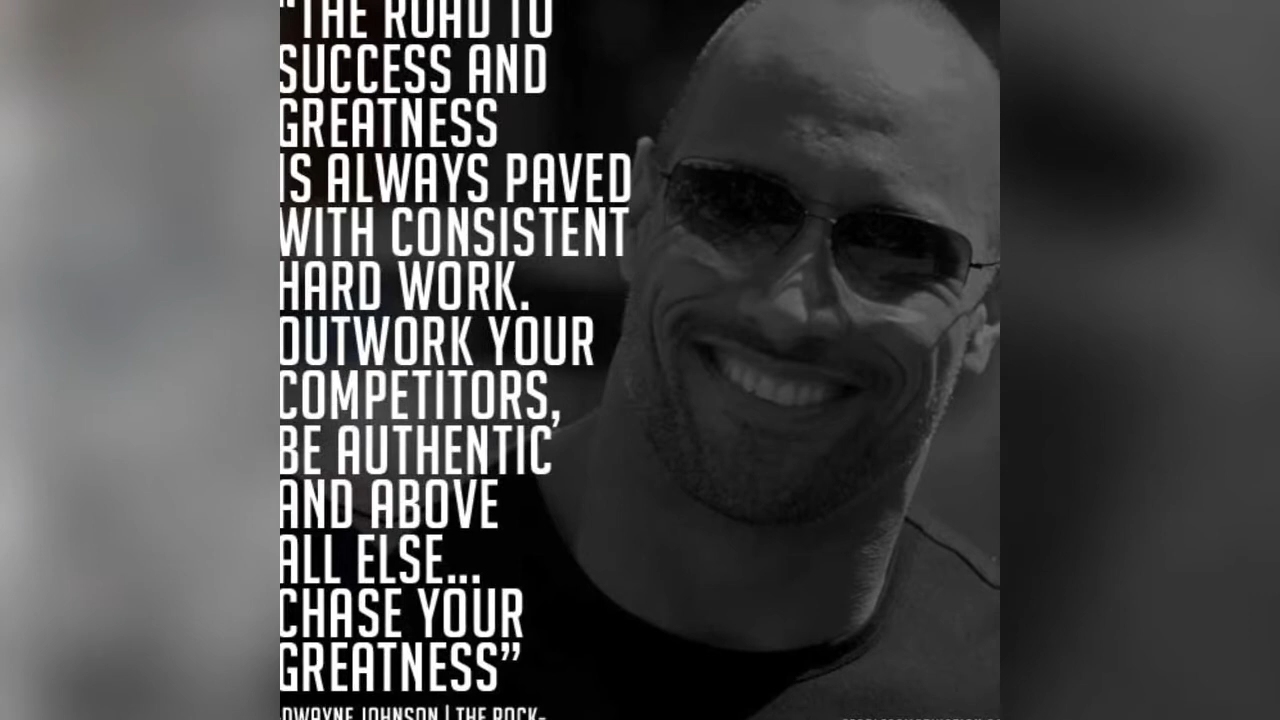 "THE ROAD TO
SUCCESS AND
GREATNESS
IS ALWAYS PAVED
WITH CONSISTENT
HARD WORK.
OUTWORK YOUR
COMPETITORS,
BE AUTHENTIC
AND ABOVE
ALL ELSE...
CHASE YOUR
GREATNESS”
-DWAYNE JOHNSON | THE ROCK-